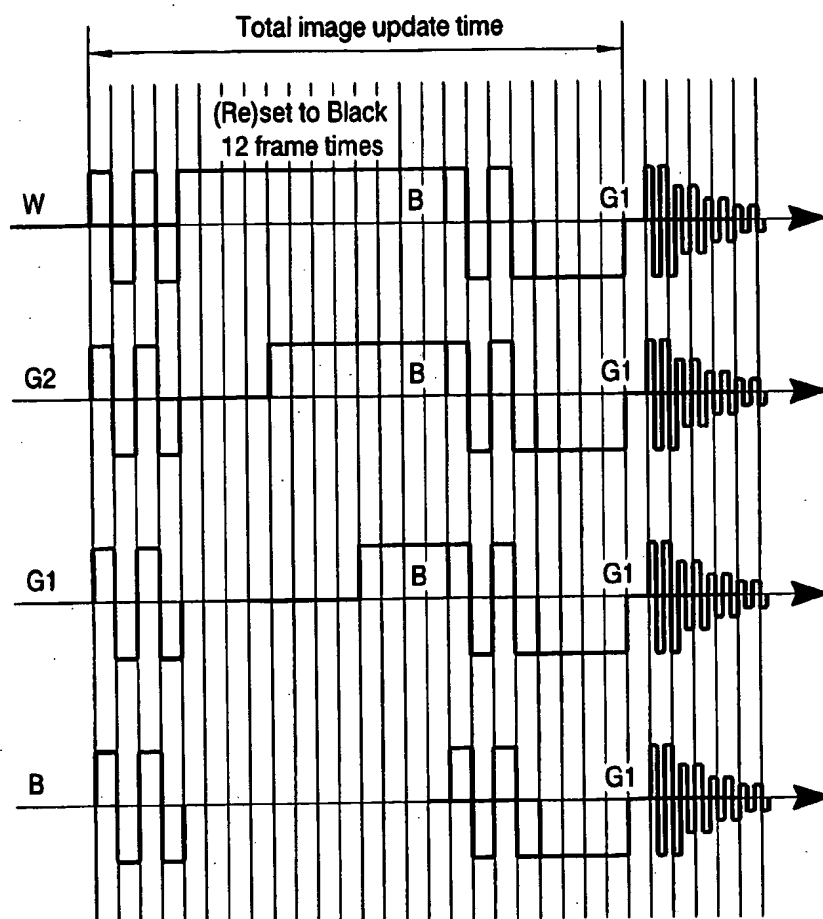 Total image update time
(Re)set to Black
12 frame times
W
B
G1
G2
B
G1
G1
B
G1
B
G1